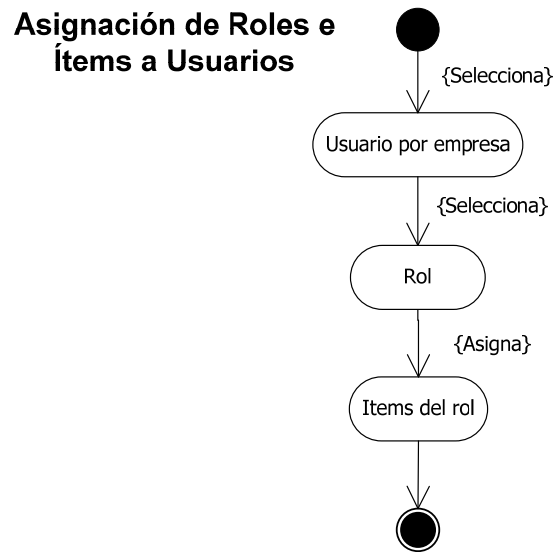 Asignación de Roles e
Ítems a Usuarios
{Selecciona}
Usuario por empresa
{Selecciona}
Rol
{Asigna}
Items del rol